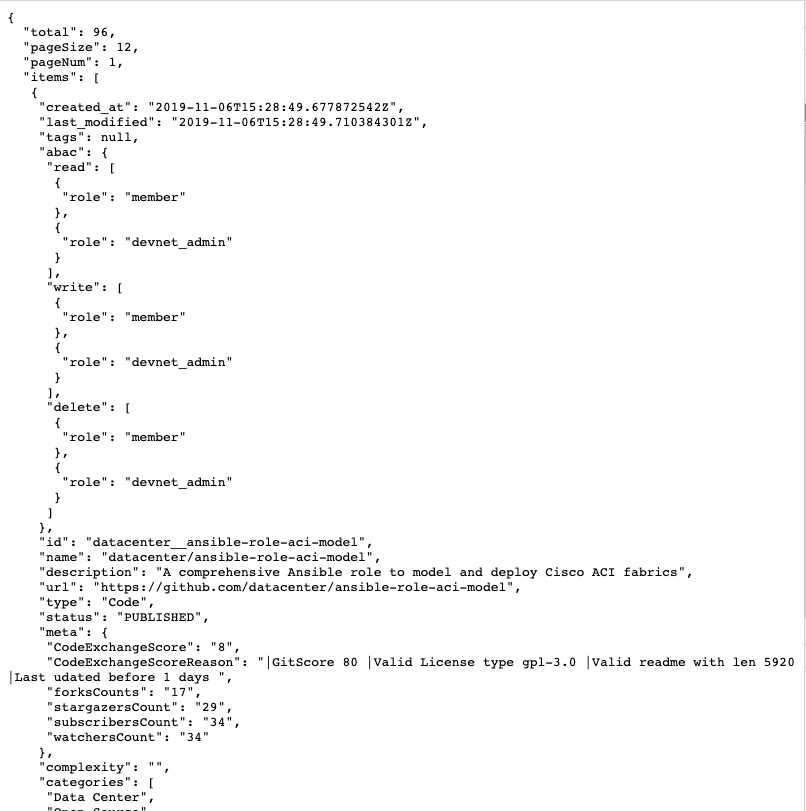 {
"total": 96,
"pageSize": 12,
"pageNum": 1,
"items": [
{
"created_at": "2019-11-06T15:28:49.677872542Z",
"last_modified": "2019-11-06T15:28:49.710384301Z",
"tags": null,
"abac": {
"read": [
{
"role": "member"
},
{
"role": "devnet_admin"
}
],
"write": [
{
"role": "member"
},
{
"role": "devnet_admin"
}
],
"delete": [
{
"role": "member"
},
{
"role": "devnet_admin"
}
]
},
"id": "datacenter__ansible-role-aci-model",
"name": "datacenter/ansible-role-aci-model",
"description": "A comprehensive Ansible role to model and deploy Cisco ACI fabrics",
"url": "https://github.com/datacenter/ansible-role-aci-model",
"type": "Code",
"status": "PUBLISHED",
"meta": {
"CodeExchangeScore": "8",
"CodeExchangeScoreReason": "|GitScore 80 |Valid License type gpl-3.0 |Valid readme with len 5920
|Last udated before 1 days ",
"forksCounts": "17",
"stargazersCount": "29",
"subscribersCount": "34",
"watchersCount": "34"
},
"complexity": "",
"categories": [
"Data Center",